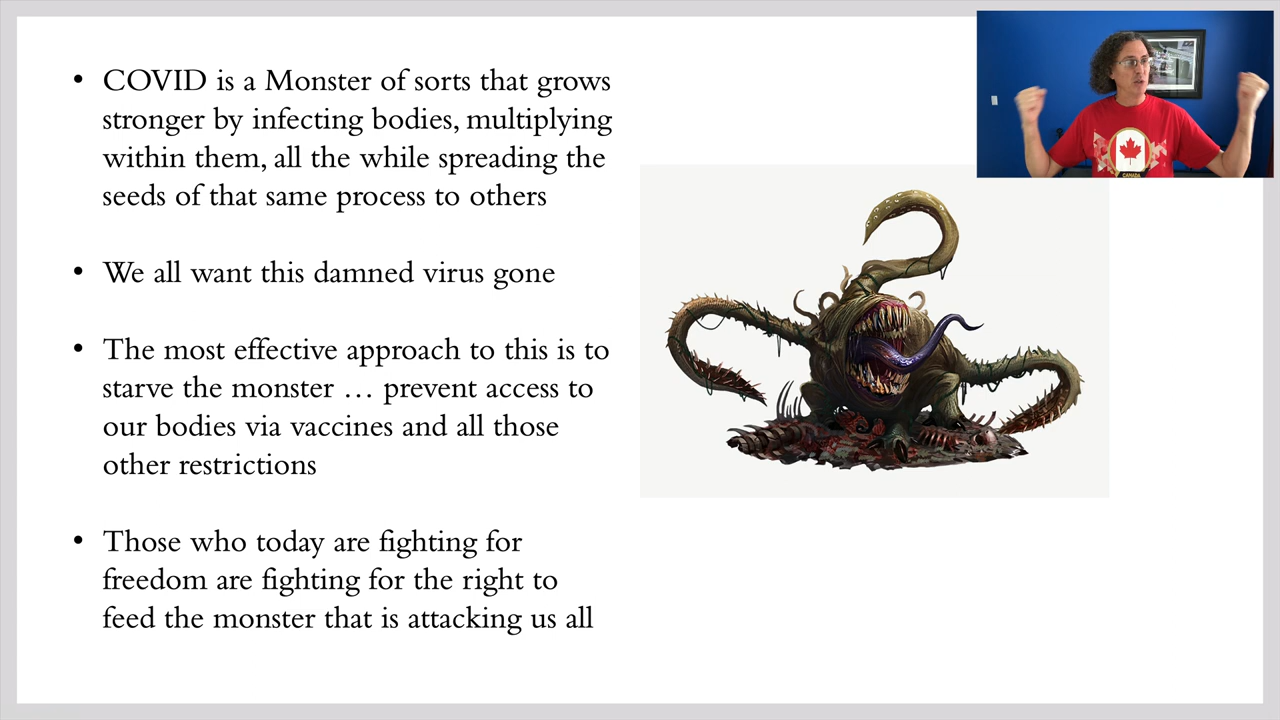 • COVID is a Monster of sorts that grows
stronger by infecting bodies, multiplying
within them, all the while spreading the
seeds of that same process to others
• We all want this damned virus gone
• The most effective approach to this is to
starve the monster … prevent access to
our bodies via vaccines and all those
other restrictions
• Those who today are fighting for
freedom are fighting for the right to
feed the monster that is attacking us all
CANADA